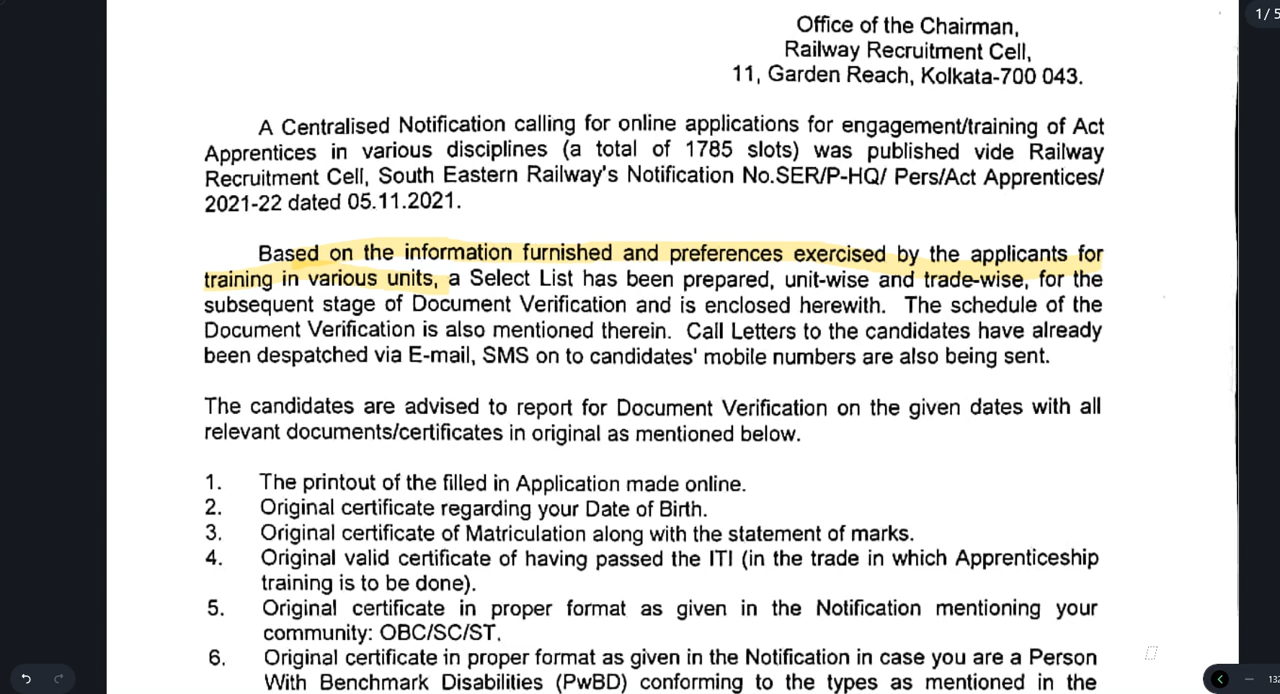 1 / 5
Office of the Chairman,
Railway Recruitment Cell,
11, Garden Reach, Kolkata-700 043.
A Centralised Notification calling for online applications for engagement/training of Act
Apprentices in various disciplines (a total of 1785 slots) was published vide Railway
Recruitment Cell, South Eastern Railway's Notification No.SER/P-HQ/ Pers/Act Apprentices/
2021-22 dated 05.11.2021.
Based on the information furnished and preferences exercised by the applicants for
training in various units, a Select List has been prepared, unit-wise and trade-wise, for the
subsequent stage of Document Verification and is enclosed herewith. The schedule of the
Document Verification is also mentioned therein. Call Letters to the candidates have already
been despatched via E-mail, SMS on to candidates' mobile numbers are also being sent.
The candidates are advised to report for Document Verification on the given dates with all
relevant documents/certificates in original as mentioned below.
1. The printout of the filled in Application made online.
2. Original certificate regarding your Date of Birth.
3. Original certificate of Matriculation along with the statement of marks.
4. Original valid certificate of having passed the ITI (in the trade in which Apprenticeship
training is to be done).
5. Original certificate in proper format as given in the Notification mentioning your
community: OBC/SC/ST.
6. Original certificate in proper format as given in the Notification in case you are a Person
With Benchmark Disabilities (PwBD) conforming to the types as mentioned in the